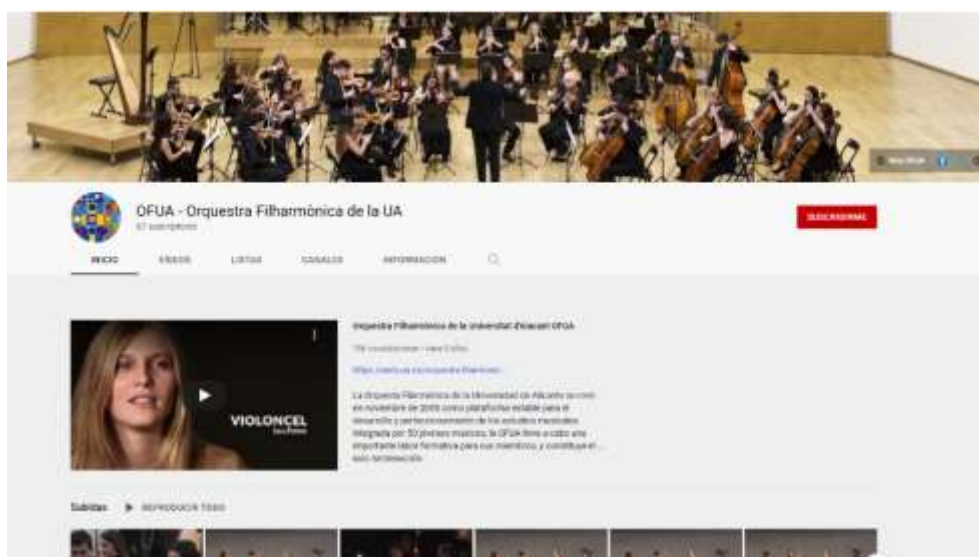 OFUA - Orquestra Filharmònica de la UA
67 suscriptores
SUSCRIBIRME
INICIO VÍDEOS LISTAS CANALES INFORMACIÓN
VIOLONCEL
Orquestra Filharmònica de la Universitat d'Alacant OFUA
visualizaciones
La Orquesta Filarmónica de la Universidad de Alicante
en noviembre de como plataforma estable para el
desarrollo y perfeccionamiento de los estudios musicales.
Integrada por 50 jóvenes músicos, la OFUA lleva a cabo una
importante labor formativa para sus miembros, y constituye el
Subidas REPRODUCIR TODO